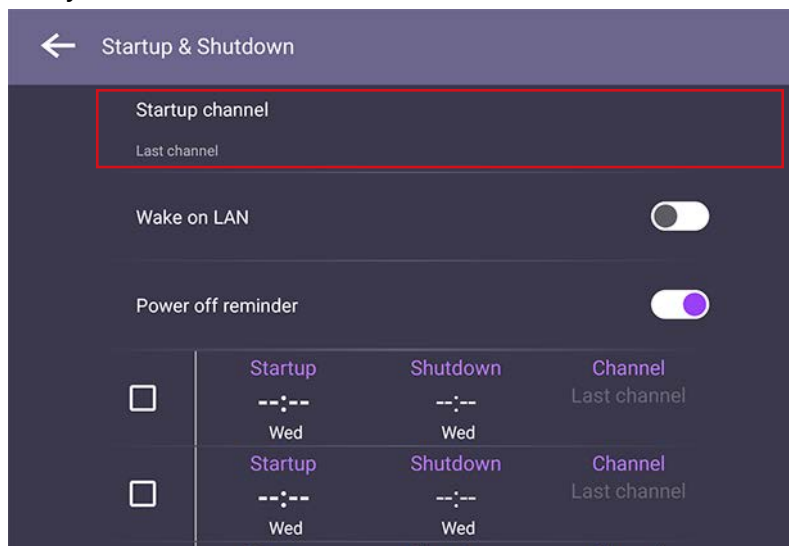 Startup & Shutdown
Startup channel
Last channel
Wake on LAN
Power off reminder
Startup Shutdown Channel
--:-- --:-- Last channel
Wed Wed
Startup Shutdown Channel
--:-- --:-- Last channel
Wed Wed